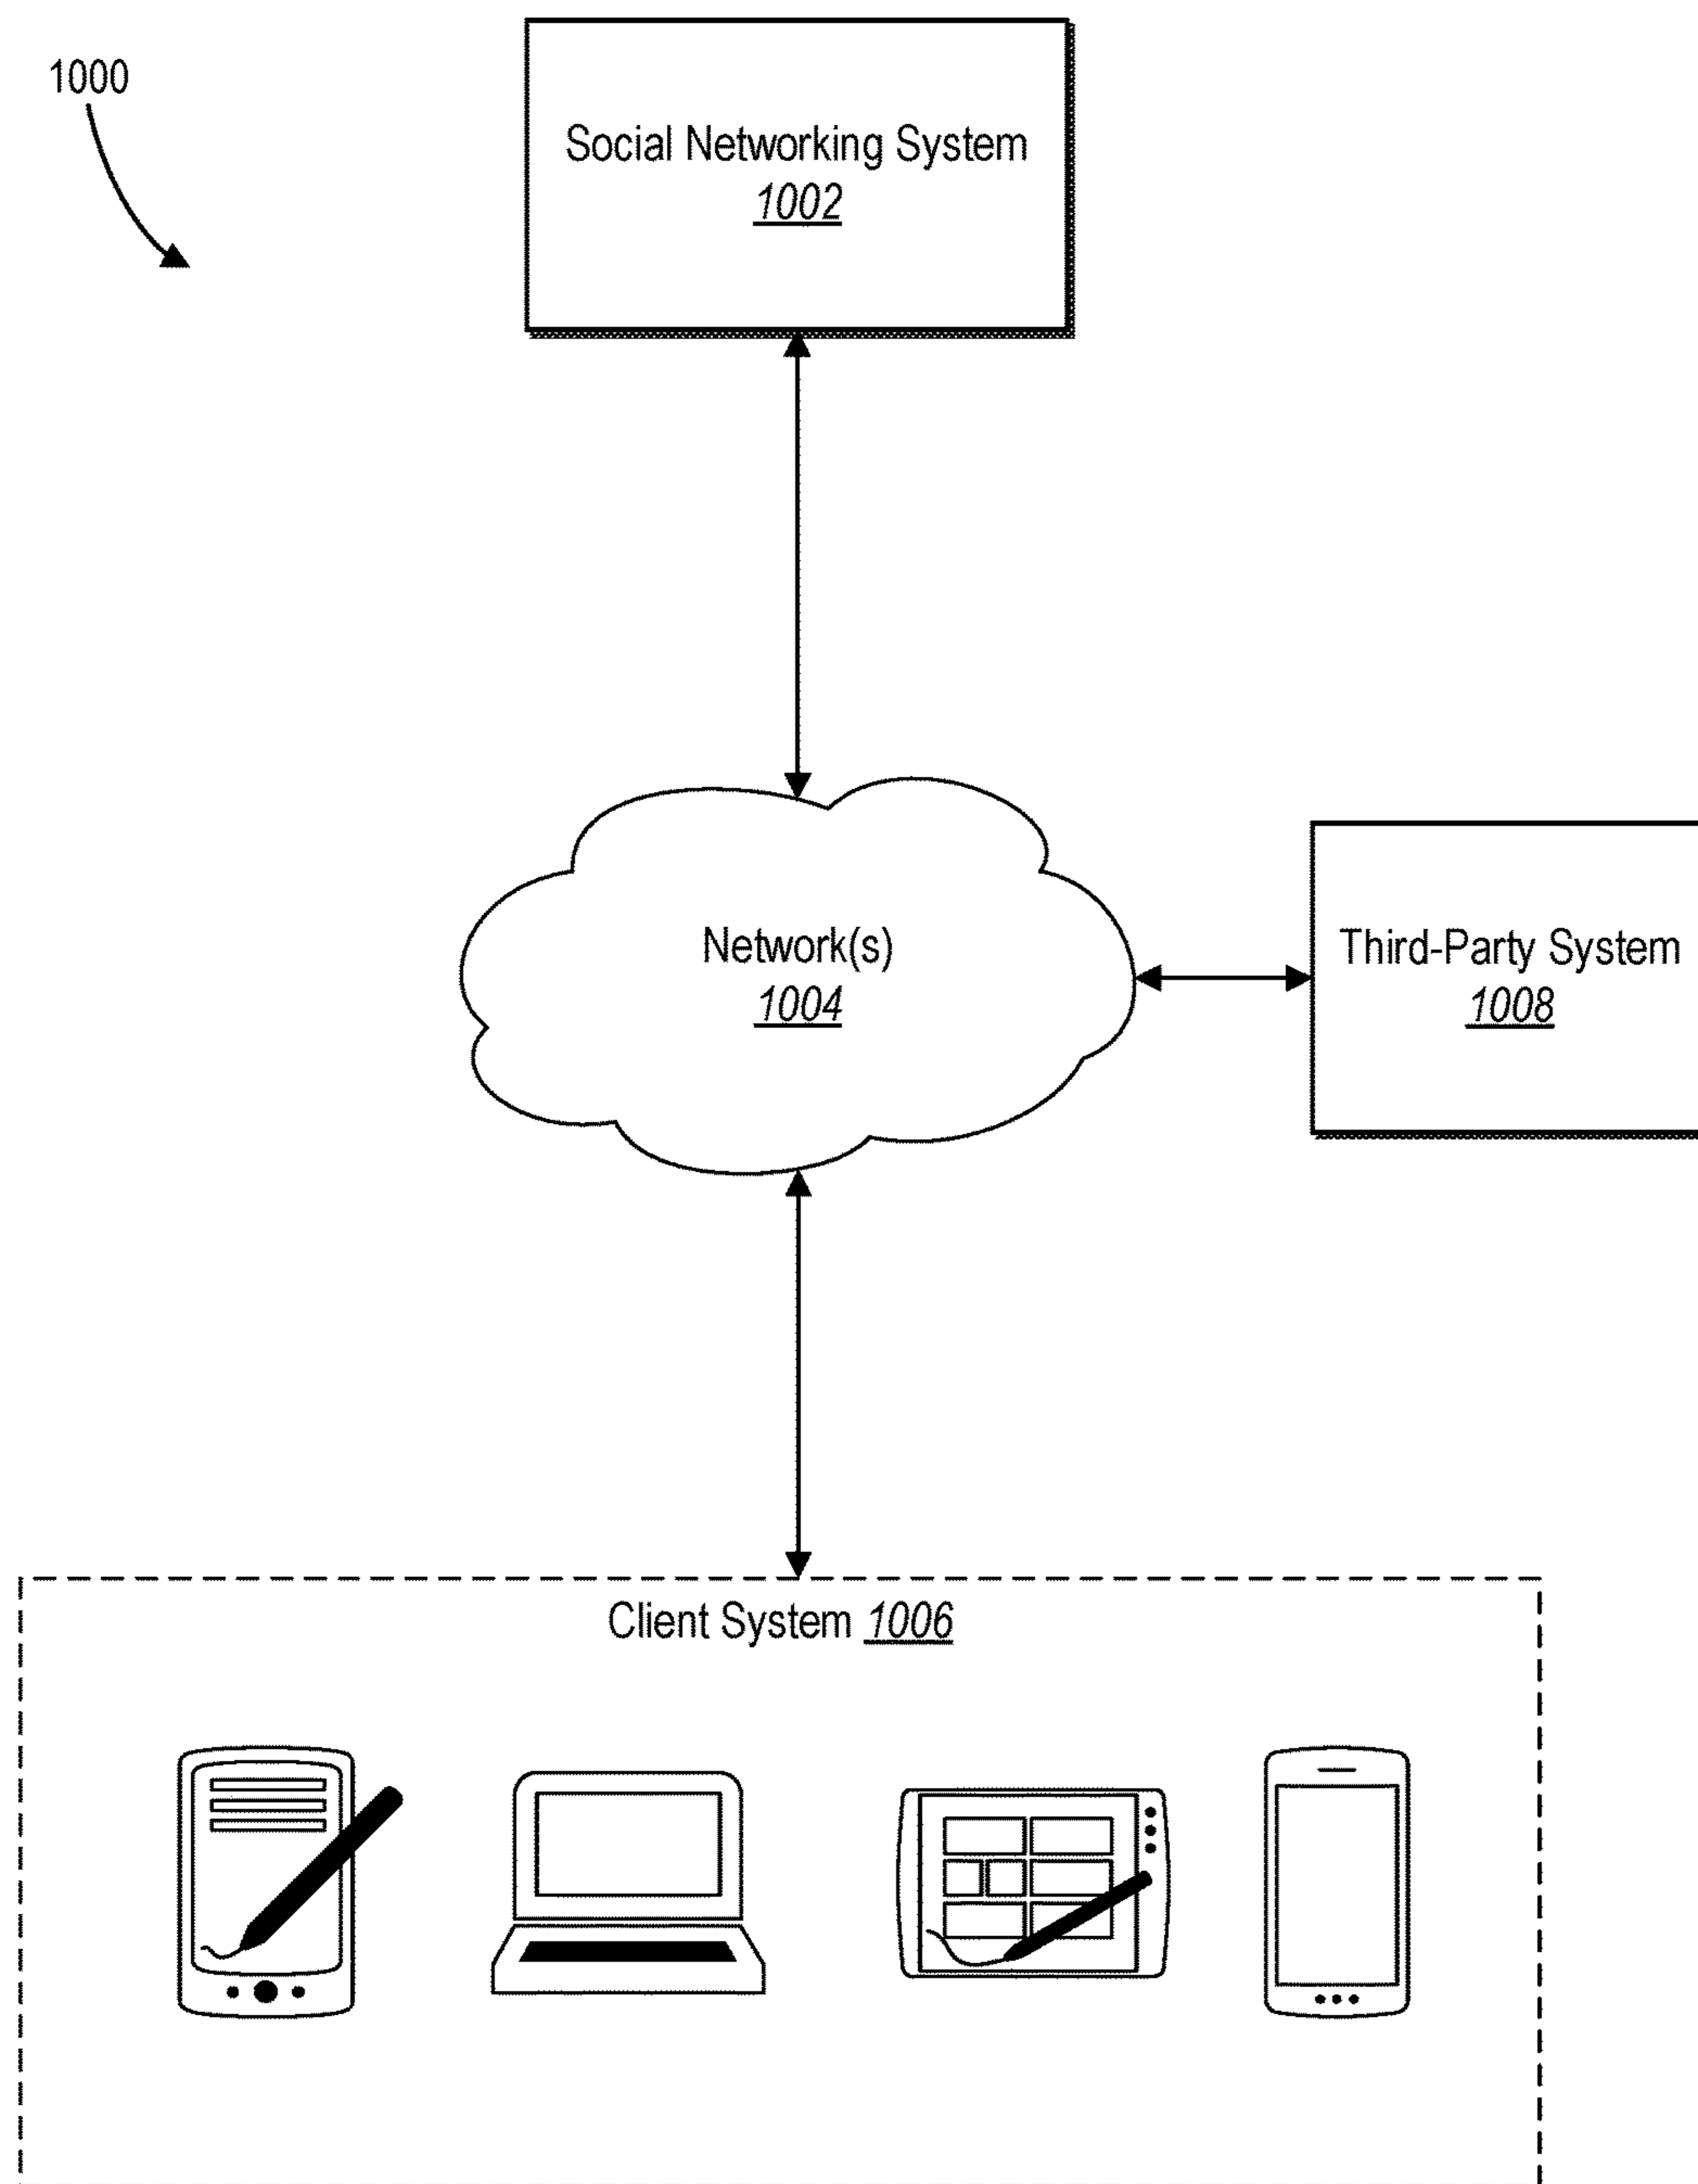 1000
Social Networking System
1002
Network(s)
1004
Third-Party System
1008
Client System 1006